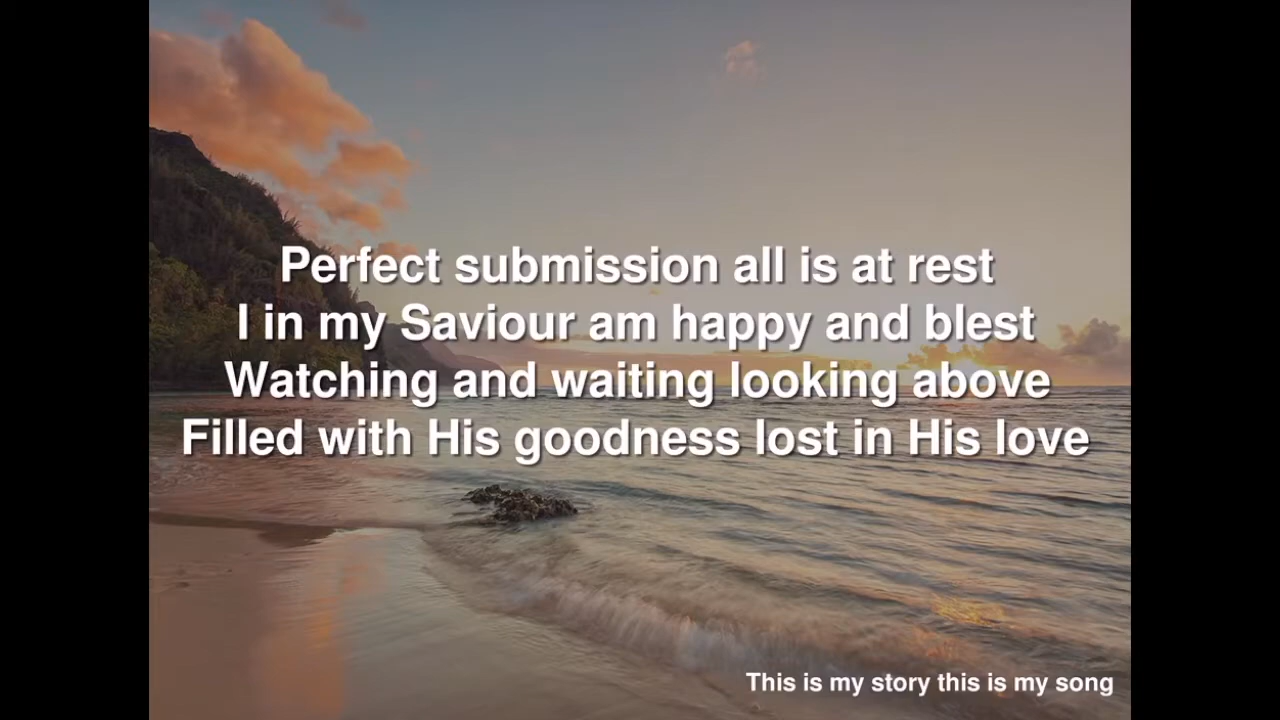 Perfect submission all is at rest
I in my Saviour am happy and blest
Watching and waiting looking above
Filled with His goodness lost in His love
This is my story this is my song